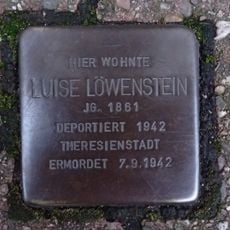 HIER WOHNTE
LUISE LÖWENSTEIN
JG. 1861
DEPORTIERT 1942
THERESIENSTADT
ERMORDET 7.9.1942